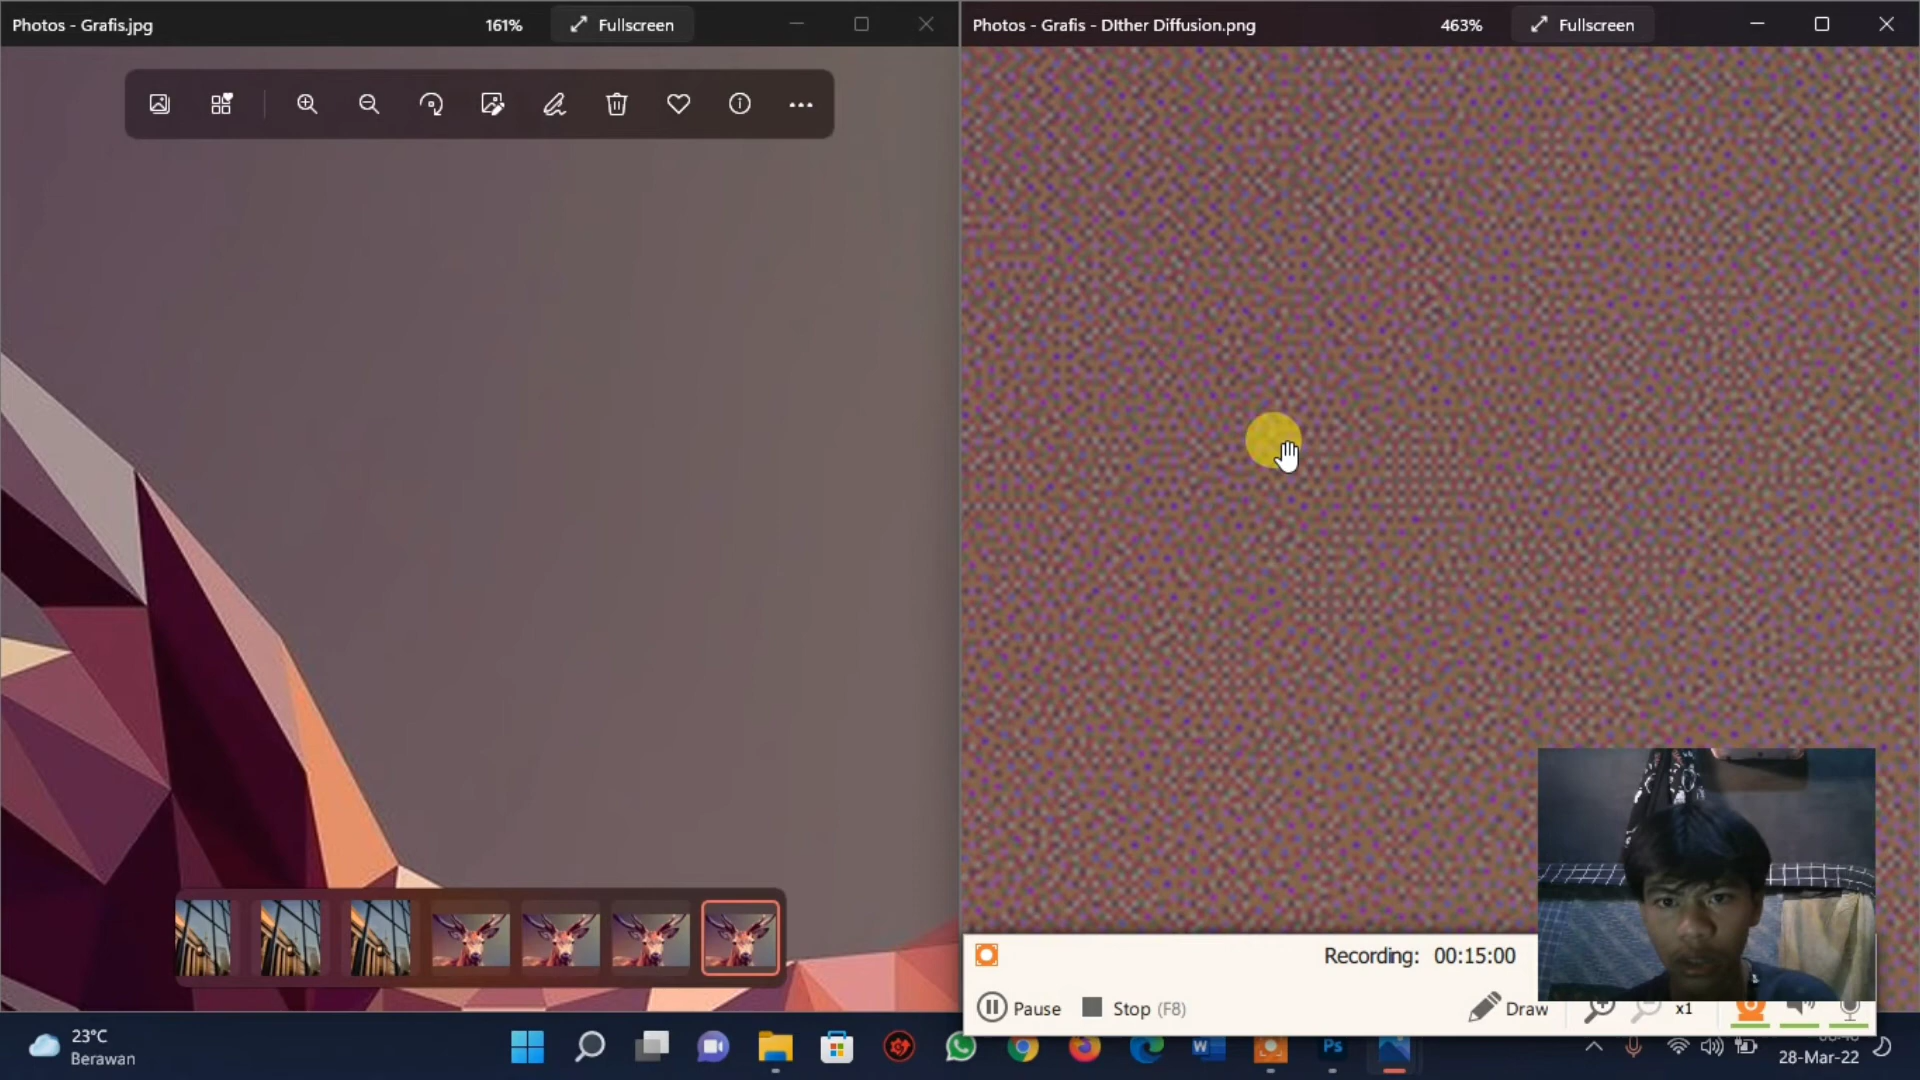 Photos - Grafis.jpg
161%
Fullscreen
Photos - Grafis - DIther Diffusion.png
463%
Fullscreen
Recording: 00:15:00
Pause
Stop (F8)
Draw
x1
23°C
Berawan
W
Ps
28-Mar-22